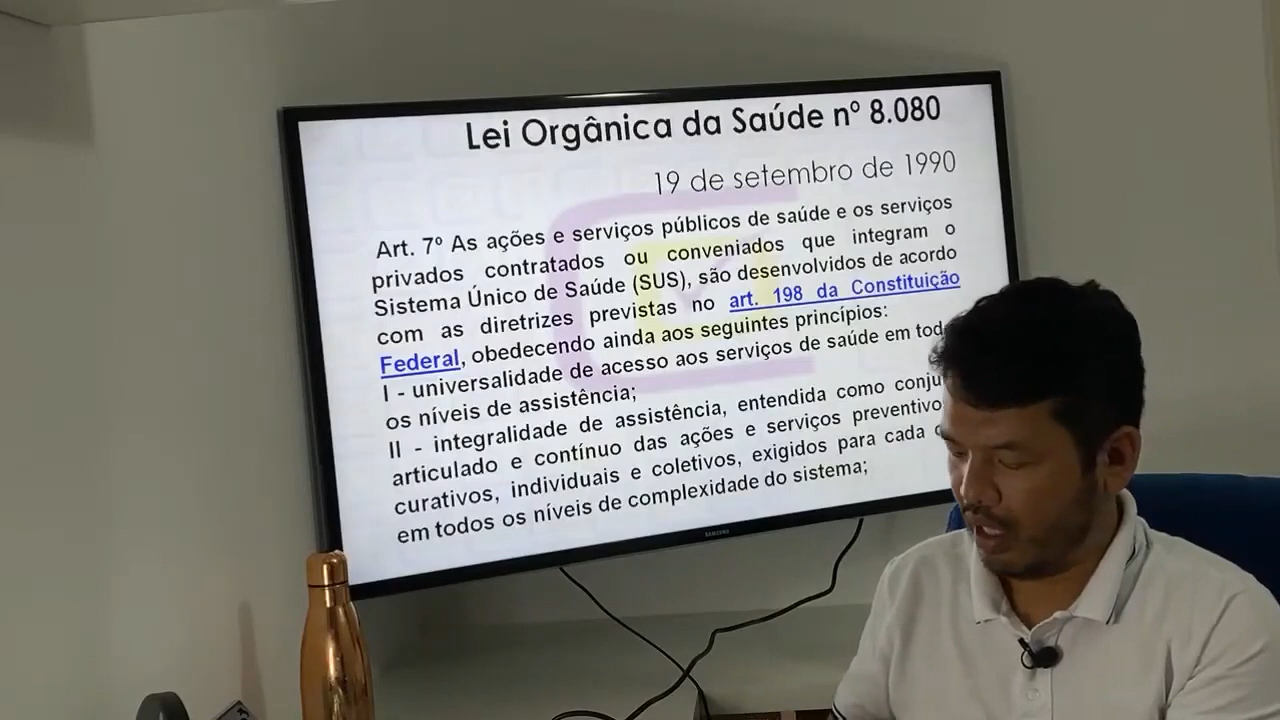 Lei Orgânica da Saúde nº 8.080
19 de setembro de 1990
Art. 7º As ações e serviços públicos de saúde e os serviços
privados contratados ou conveniados que integram o
Sistema Único de Saúde (SUS), são desenvolvidos de acordo
com as diretrizes previstas no art. 198 da Constituição
Federal, obedecendo ainda aos seguintes princípios:
I - universalidade de acesso aos serviços de saúde em tod
os níveis de assistência;
II - integralidade de assistência, entendida como conju
articulado e contínuo das ações e serviços preventivo
curativos, individuais e coletivos, exigidos para cada
em todos os níveis de complexidade do sistema;
SAMSUNG